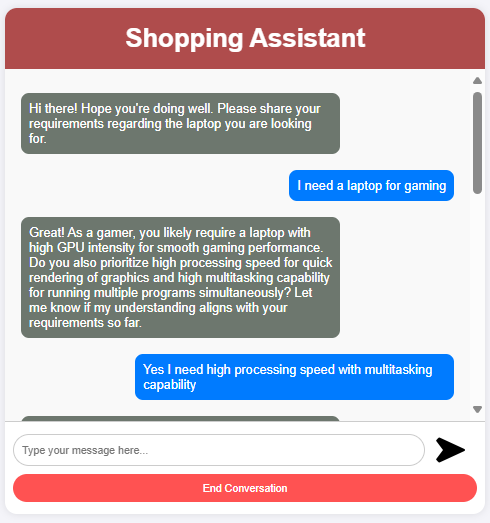 Shopping Assistant
Hi there! Hope you're doing well. Please share your
requirements regarding the laptop you are looking
for.
I need a laptop for gaming
Great! As a gamer, you likely require a laptop with
high GPU intensity for smooth gaming performance.
Do you also prioritize high processing speed for quick
rendering of graphics and high multitasking capability
for running multiple programs simultaneously? Let
me know if my understanding aligns with your
requirements so far.
Yes I need high processing speed with multitasking
capability
Type your message here...
End Conversation